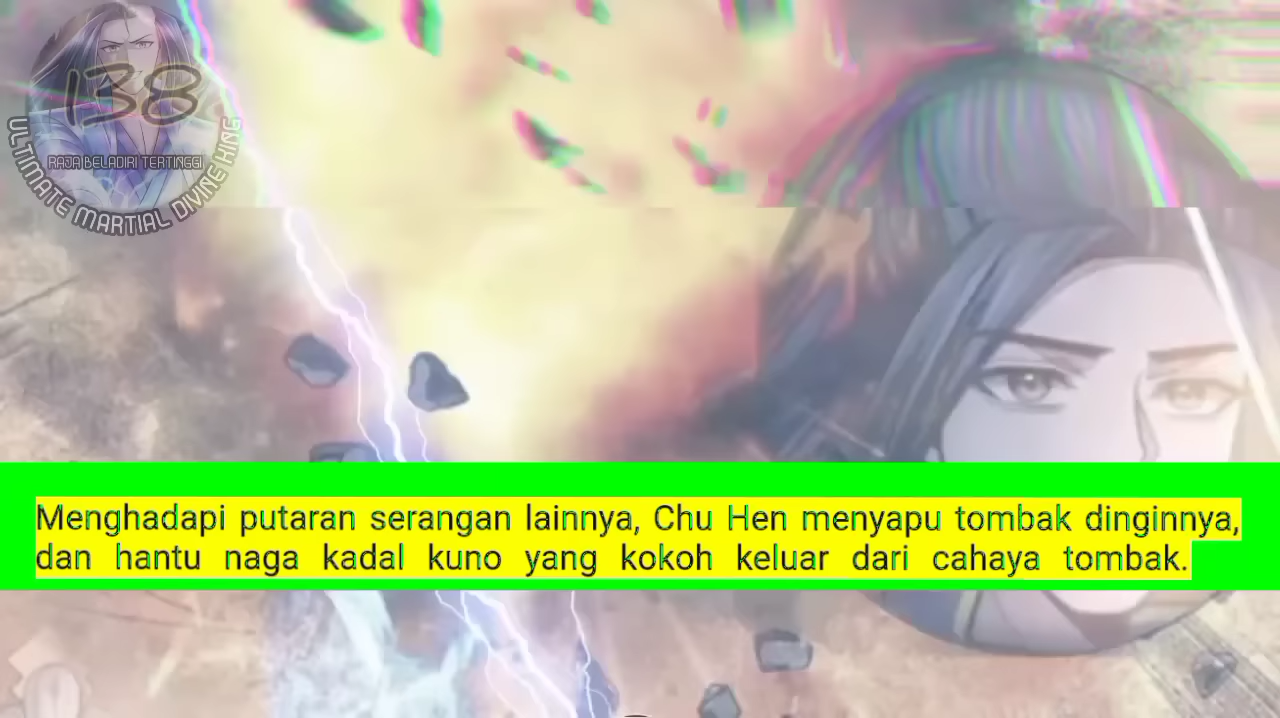 138
RAJA BELADIRI TERTINGGI
ULTIMATE MARTIAL DIVINE KING
Menghadapi putaran serangan lainnya, Chu Hen menyapu tombak dinginnya,
dan hantu naga kadal kuno yang kokoh keluar dari cahaya tombak.